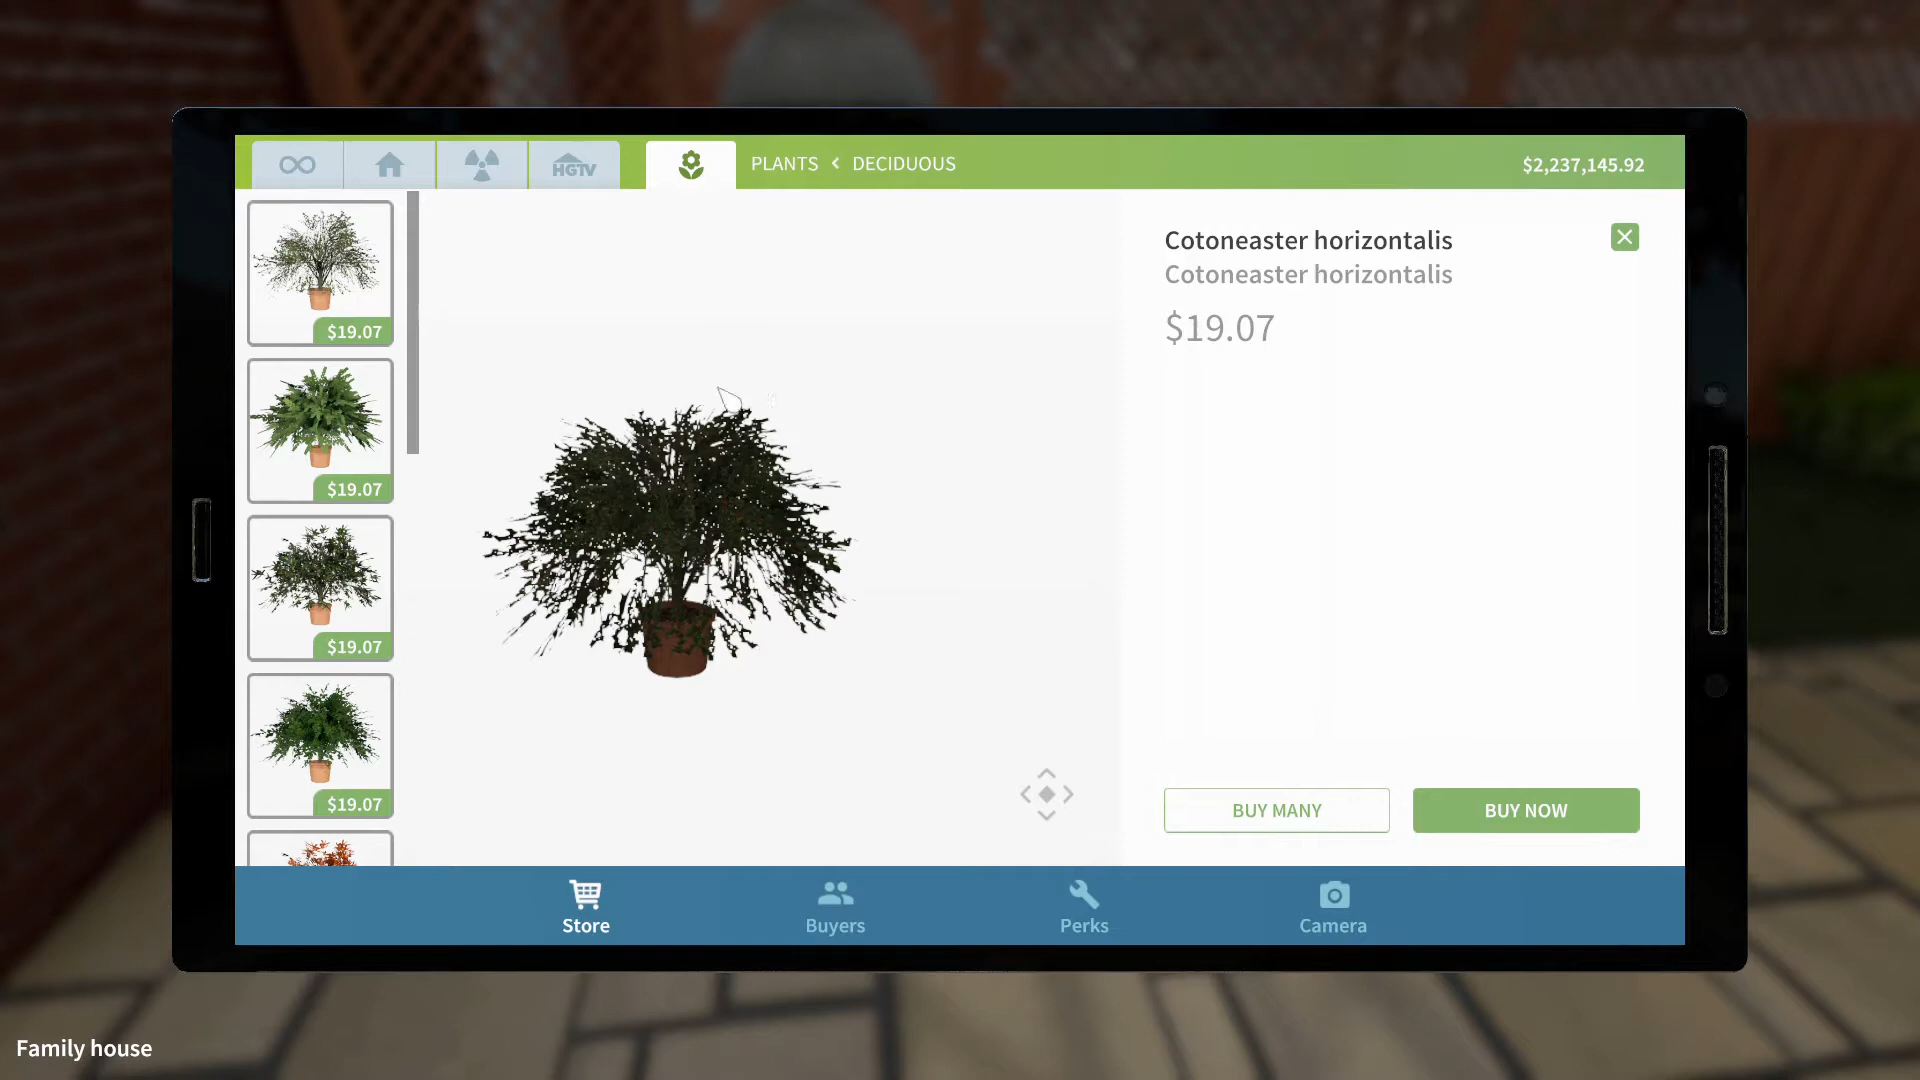 HGTV
PLANTS < DECIDUOUS
$2,237,145.92
$19.07
$19.07
$19.07
$19.07
Cotoneaster horizontalis
Cotoneaster horizontalis
$19.07
BUY MANY
BUY NOW
Store
Buyers
Perks
Camera
Family house